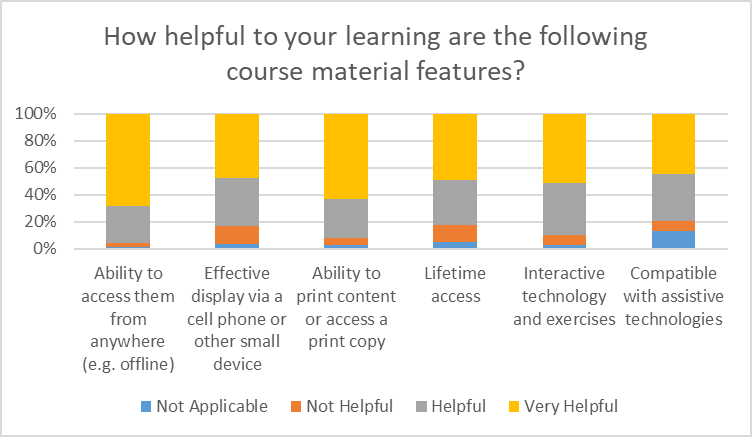 How helpful to your learning are the following
course material features?
100%
80%
60%
40%
20%
0%
Ability to
access them
from
anywhere
(e.g. offline)
Effective
display via a
cell phone or
other small
device
Ability to
print content
or access a
print copy
Lifetime
access
Interactive
technology
and exercises
Compatible
with assistive
technologies
Not Applicable
Not Helpful
Helpful
Very Helpful